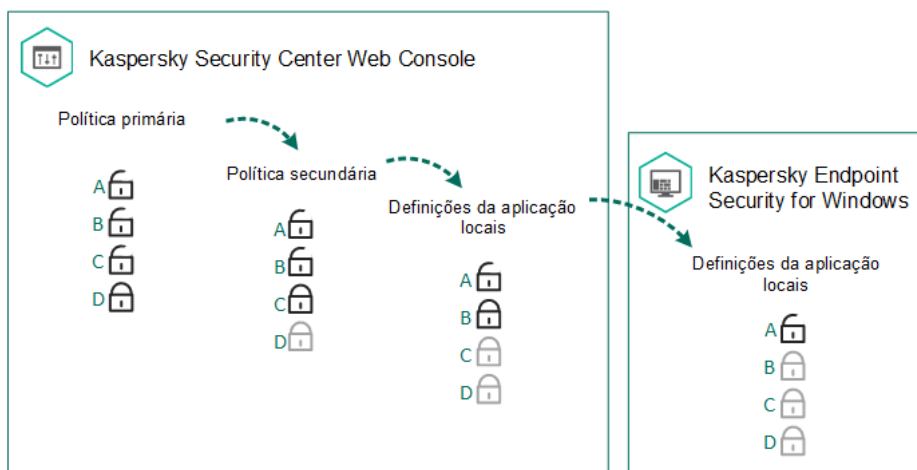 Kaspersky Security Center Web Console
Política primária
A
B
C
D
Política secundária
A
B
C
D
Definições da aplicação
locais
A
B
C
D
Kaspersky Endpoint
Security for Windows
Definições da aplicação
locais
A
B
C
D